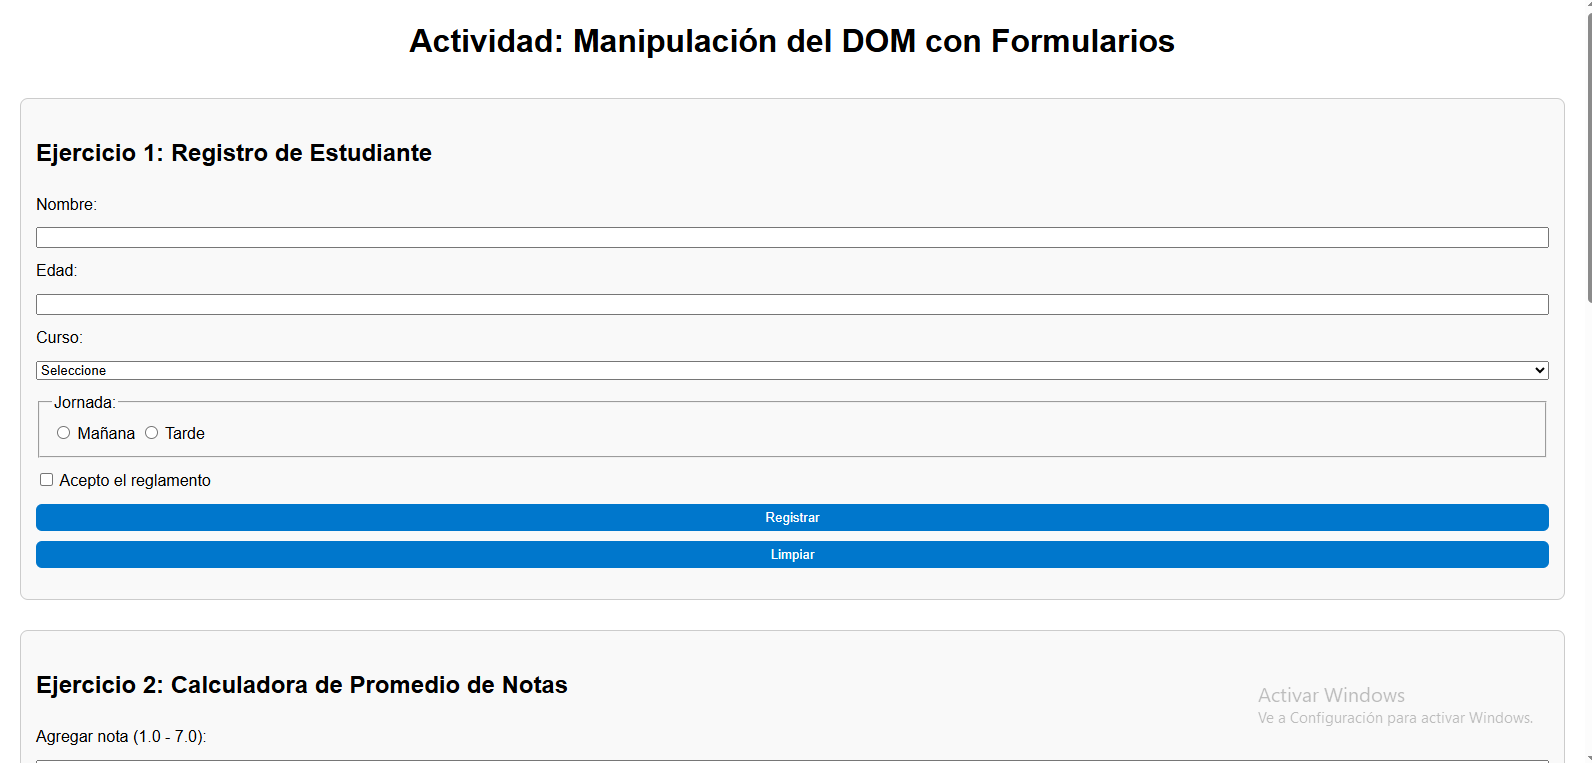 Actividad: Manipulación del DOM con Formularios
Ejercicio 1: Registro de Estudiante
Nombre:
Edad:
Curso:
Seleccione
Jornada:
Mañana Tarde
Acepto el reglamento
Registrar
Limpiar
Ejercicio 2: Calculadora de Promedio de Notas
Activar Windows
Ve a Configuración para activar Windows.
Agregar nota (1.0 - 7.0):